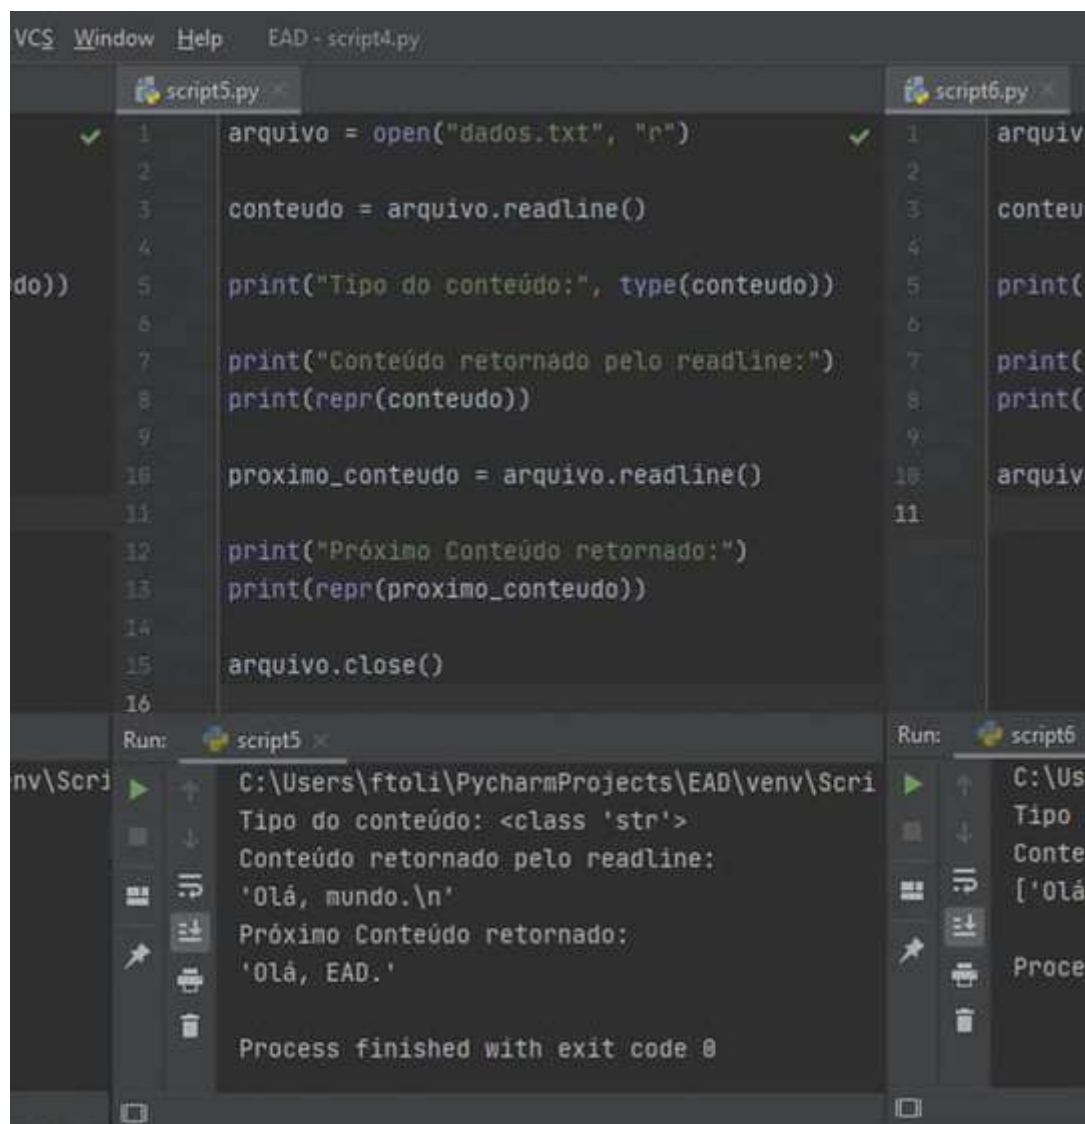 VCS Window Help EAD - script4.py
script5.py
1 arquivo = open("dados.txt", "r")
2
3 conteudo = arquivo.readline()
4
do)) 5 print("Tipo do conteúdo:", type(conteudo))
6
7 print("Conteúdo retornado pelo readline:")
8 print(repr(conteudo))
9
10 proximo_conteudo = arquivo.readline()
11
12 print("Próximo Conteúdo retornado:")
13 print(repr(proximo_conteudo))
14
15 arquivo.close()
16
Run: script5
nv\Scri C:\Users\ftoli\PycharmProjects\EAD\venv\Scri
Tipo do conteúdo: <class 'str'>
Conteúdo retornado pelo readline:
'Olá, mundo.\n'
Próximo Conteúdo retornado:
'Olá, EAD.'
Process finished with exit code 0
script6.py
1 arquiv
2
3 conteu
4
5 print(
6
7 print(
8 print(
9
10 arquiv
11
Run: script6
C:\Us
Tipo
Conte
['Olá
Proce